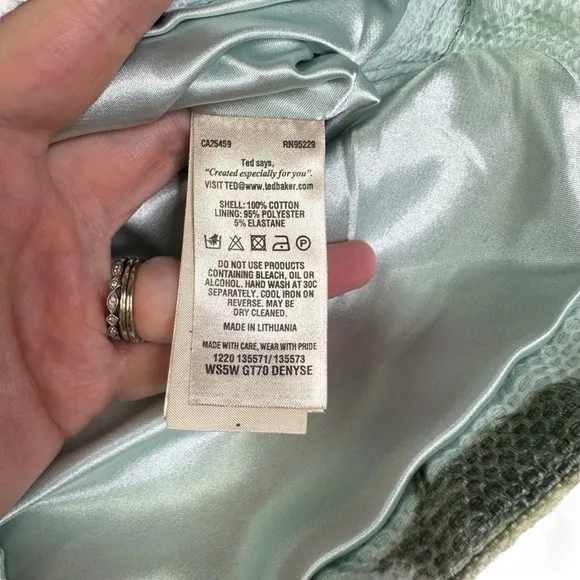 CA25459 RN95229
Ted says,
"Created especially for you".
VISIT TED@www.tedbaker.com
SHELL: 100% COTTON
LINING: 95% POLYESTER
5% ELASTANE
DO NOT USE PRODUCTS
CONTAINING BLEACH, OIL OR
ALCOHOL. HAND WASH AT 30C
SEPARATELY. COOL IRON ON
REVERSE. MAY BE
DRY CLEANED.
MADE IN LITHUANIA
MADE WITH CARE, WEAR WITH PRIDE
1220 135571/ 135573
WS5W GT70 DENYSE